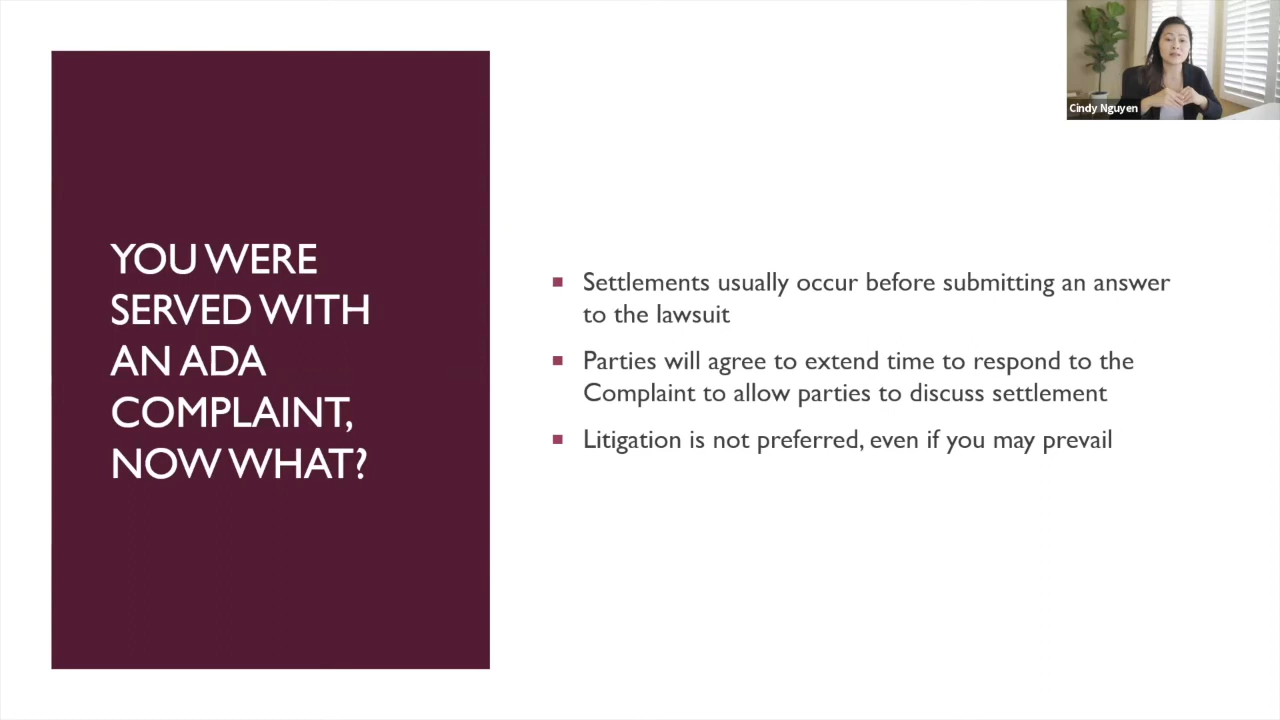 YOU WERE
SERVED WITH
AN ADA
COMPLAINT,
NOW WHAT?
Settlements usually occur before submitting an answer
to the lawsuit
Parties will agree to extend time to respond to the
Complaint to allow parties to discuss settlement
Litigation is not preferred, even if you may prevail
Cindy Nguyen